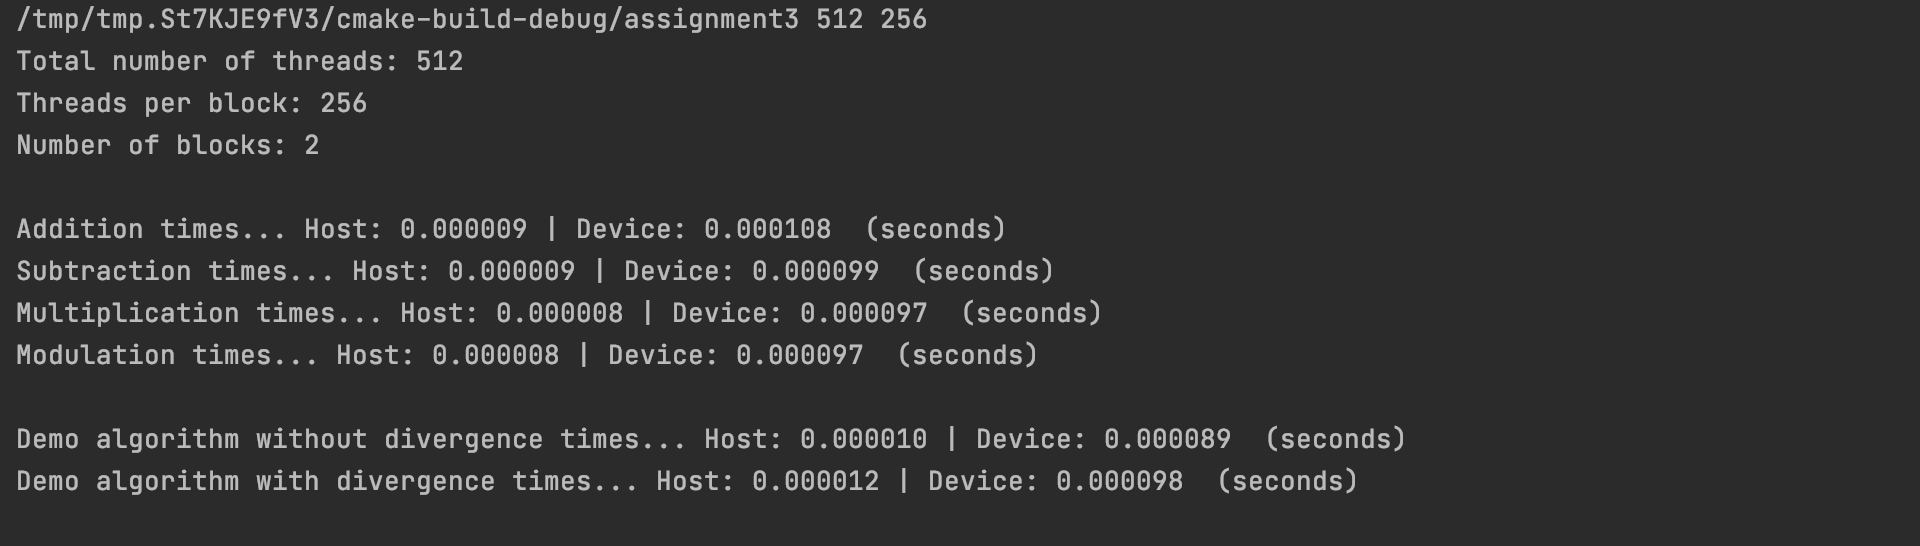 /tmp/tmp.St7KJE9fV3/cmake-build-debug/assignment3 512 256
Total number of threads: 512
Threads per block: 256
Number of blocks: 2
Addition times... Host: 0.000009 | Device: 0.000108  (seconds)
Subtraction times... Host: 0.000009 | Device: 0.000099  (seconds)
Multiplication times... Host: 0.000008 | Device: 0.000097  (seconds)
Modulation times... Host: 0.000008 | Device: 0.000097  (seconds)
Demo algorithm without divergence times... Host: 0.000010 | Device: 0.000089  (seconds)
Demo algorithm with divergence times... Host: 0.000012 | Device: 0.000098  (seconds)